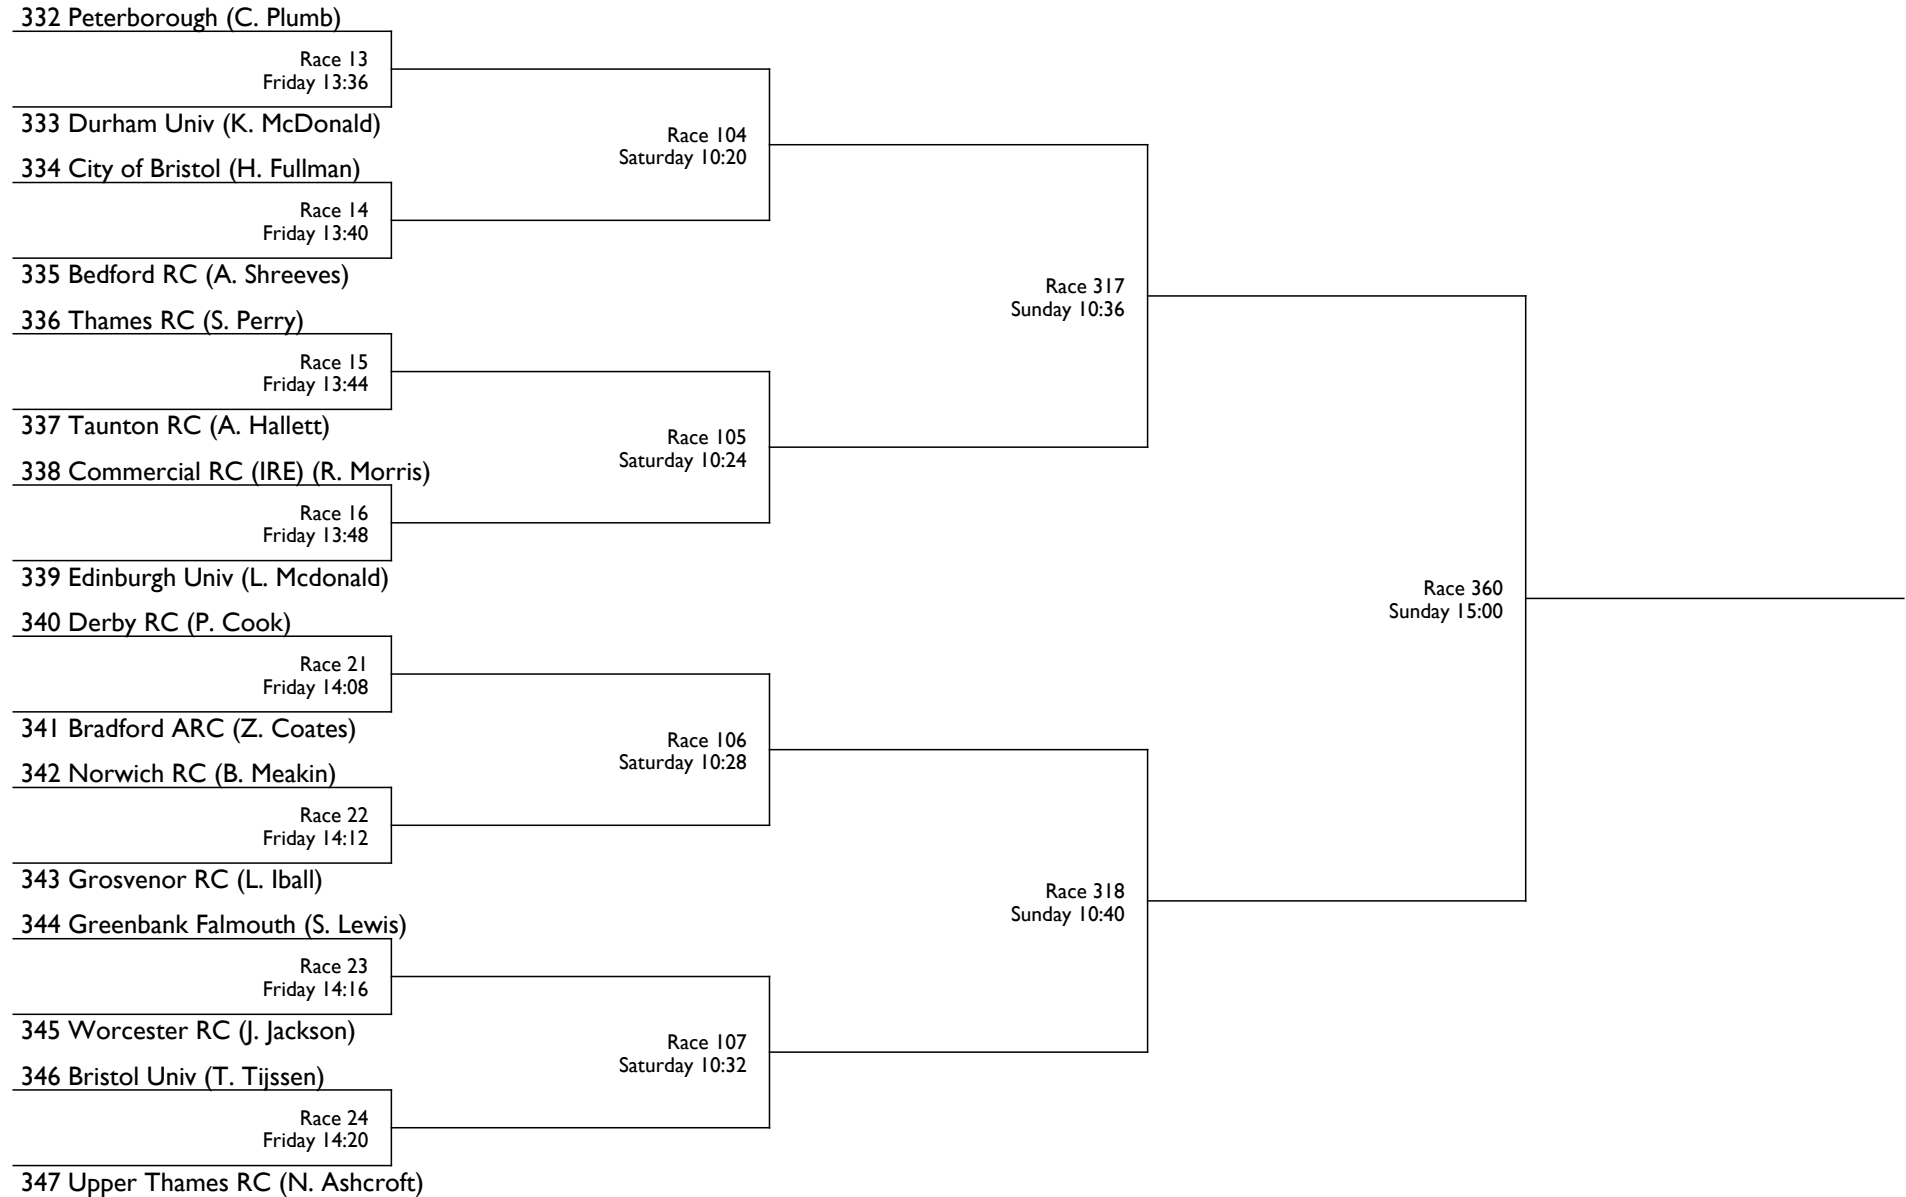 332 Peterborough (C. Plumb)
Race 13
Friday 13:36
333 Durham Univ (K. McDonald)
Race 104
Saturday 10:20
334 City of Bristol (H. Fullman)
Race 14
Friday 13:40
335 Bedford RC (A. Shreeves)
Race 317
Sunday 10:36
336 Thames RC (S. Perry)
Race 15
Friday 13:44
337 Taunton RC (A. Hallett)
Race 105
Saturday 10:24
338 Commercial RC (IRE) (R. Morris)
Race 16
Friday 13:48
339 Edinburgh Univ (L. Mcdonald)
Race 360
Sunday 15:00
340 Derby RC (P. Cook)
Race 21
Friday 14:08
341 Bradford ARC (Z. Coates)
Race 106
Saturday 10:28
342 Norwich RC (B. Meakin)
Race 22
Friday 14:12
343 Grosvenor RC (L. Iball)
Race 318
Sunday 10:40
344 Greenbank Falmouth (S. Lewis)
Race 23
Friday 14:16
345 Worcester RC (J. Jackson)
Race 107
Saturday 10:32
346 Bristol Univ (T. Tijssen)
Race 24
Friday 14:20
347 Upper Thames RC (N. Ashcroft)